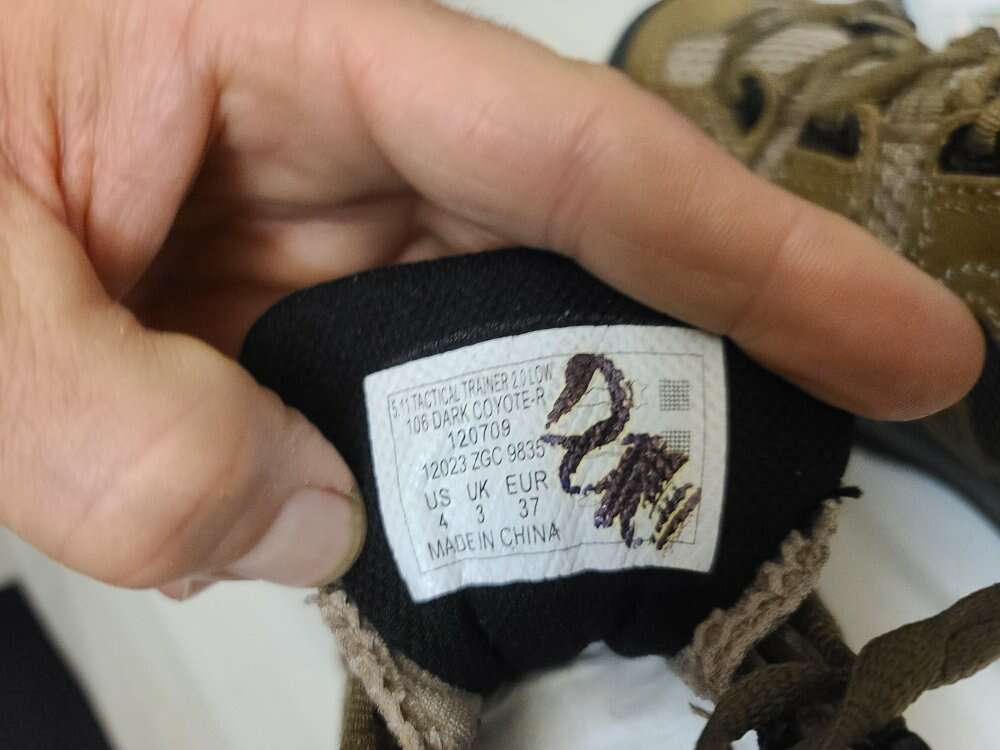 5.11 TACTICAL TRAINER 2.0 LOW
106 DARK COYOTE-R
120709
12023 ZGC 9835
US UK EUR
4 3 37
MADE IN CHINA